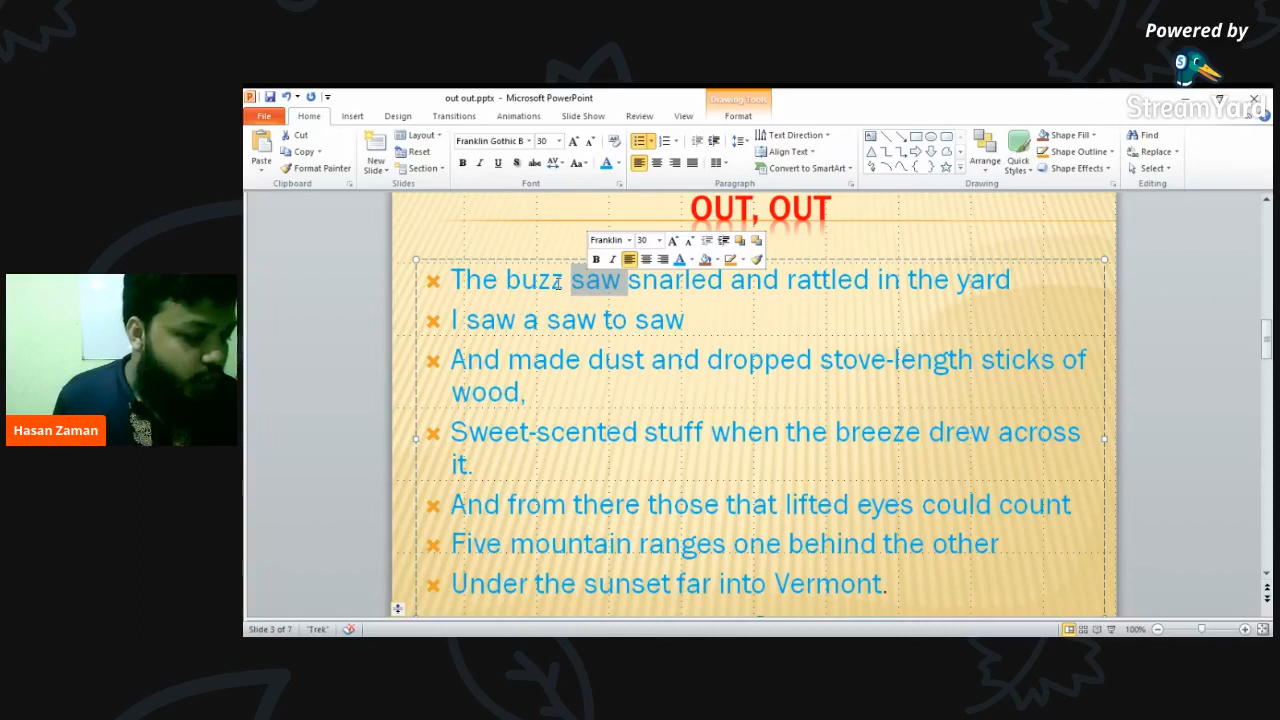 Powered by
StreamYard
out out.pptx - Microsoft PowerPoint
Drawing Tools
File Home Insert Design Transitions Animations Slide Show Review View Format
Paste
Cut
Copy
Format Painter
Clipboard
New Slide
Layout
Reset
Section
Slides
Franklin Gothic B 30
Font
Paragraph
Text Direction
Align Text
Convert to SmartArt
Arrange
Quick Styles
Shape Fill
Shape Outline
Shape Effects
Drawing
Find
Replace
Select
Editing
OUT, OUT
Franklin 30
The buzz saw snarled and rattled in the yard
I saw a saw to saw
And made dust and dropped stove-length sticks of
wood,
Sweet-scented stuff when the breeze drew across
it.
And from there those that lifted eyes could count
Five mountain ranges one behind the other
Under the sunset far into Vermont.
Hasan Zaman
Slide 3 of 7 "Trek" 100%